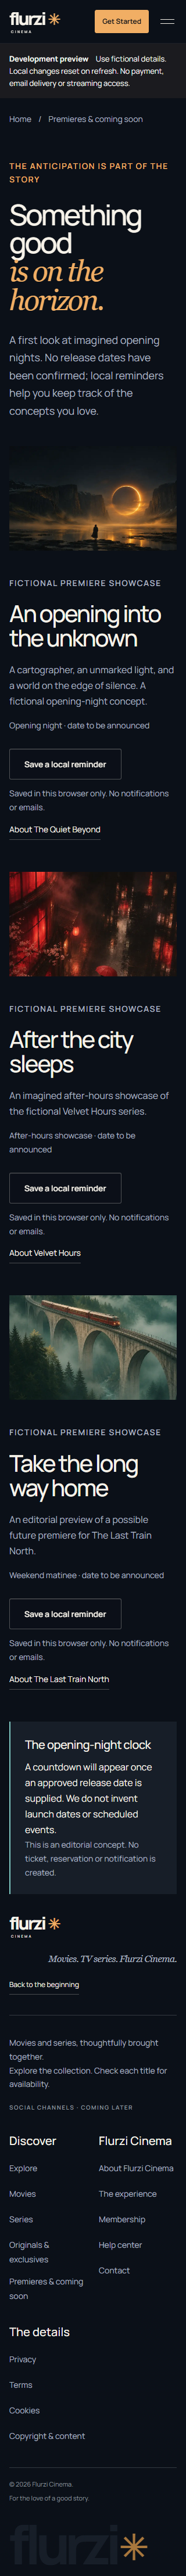 flurzi
CINEMA
Get Started
Development preview Use fictional details.
Local changes reset on refresh. No payment,
email delivery or streaming access.
Home / Premieres & coming soon
THE ANTICIPATION IS PART OF THE
STORY
Something
good
is on the
horizon.
A first look at imagined opening
nights. No release dates have
been confirmed; local reminders
help you keep track of the
concepts you love.
FICTIONAL PREMIERE SHOWCASE
An opening into
the unknown
A cartographer, an unmarked light, and
a world on the edge of silence. A
fictional opening-night concept.
Opening night · date to be announced
Save a local reminder
Saved in this browser only. No notifications
or emails.
About The Quiet Beyond
FICTIONAL PREMIERE SHOWCASE
After the city
sleeps
An imagined after-hours showcase of
the fictional Velvet Hours series.
After-hours showcase · date to be
announced
Save a local reminder
Saved in this browser only. No notifications
or emails.
About Velvet Hours
FICTIONAL PREMIERE SHOWCASE
Take the long
way home
An editorial preview of a possible
future premiere for The Last Train
North.
Weekend matinee · date to be announced
Save a local reminder
Saved in this browser only. No notifications
or emails.
About The Last Train North
The opening-night clock
A countdown will appear once
an approved release date is
supplied. We do not invent
launch dates or scheduled
events.
This is an editorial concept. No
ticket, reservation or notification is
created.
flurzi
CINEMA
Movies. TV series. Flurzi Cinema.
Back to the beginning
Movies and series, thoughtfully brought
together.
Explore the collection. Check each title for
availability.
SOCIAL CHANNELS · COMING LATER
Discover
Explore
Movies
Series
Originals &
exclusives
Premieres & coming
soon
Flurzi Cinema
About Flurzi Cinema
The experience
Membership
Help center
Contact
The details
Privacy
Terms
Cookies
Copyright & content
© 2026 Flurzi Cinema.
For the love of a good story.
flurzi